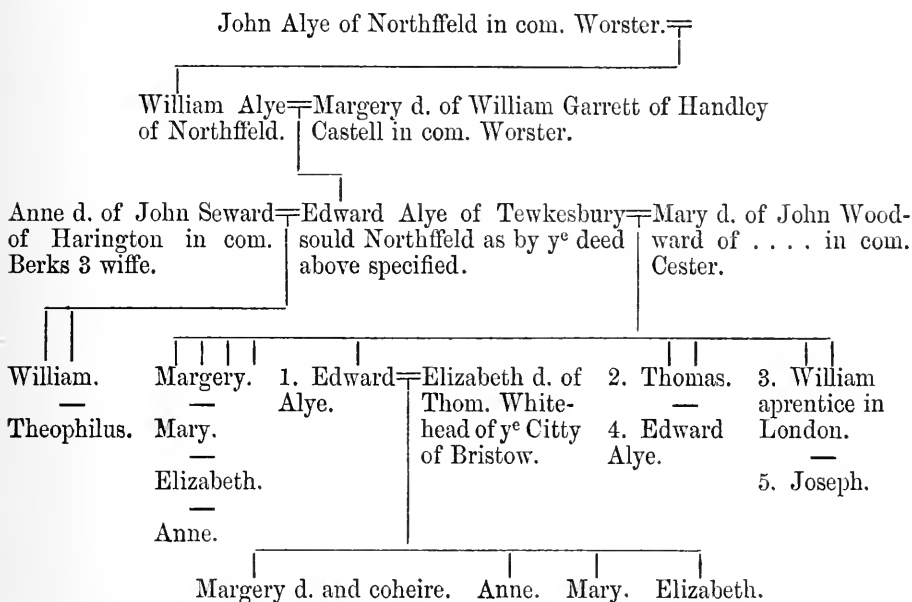 John Alye of Northffeld in com. Worster.
William Alye=Margery d. of William Garrett of Handley
of Northffeld. Castell in com. Worster.
Anne d. of John Seward=Edward Alye of Tewkesbury=Mary d. of John Wood-
of Harington in com. sould Northffeld as by yᵉ deed ward of . . . . in com.
Berks 3 wiffe. above specified. Cester.
William. Margery. 1. Edward=Elizabeth d. of 2. Thomas. 3. William
— — Alye. Thom. White- — aprentice in
Theophilus. Mary. head of yᵉ Citty 4. Edward London.
— of Bristow. Alye. —
Elizabeth. 5. Joseph.
—
Anne.
Margery d. and coheire. Anne. Mary. Elizabeth.